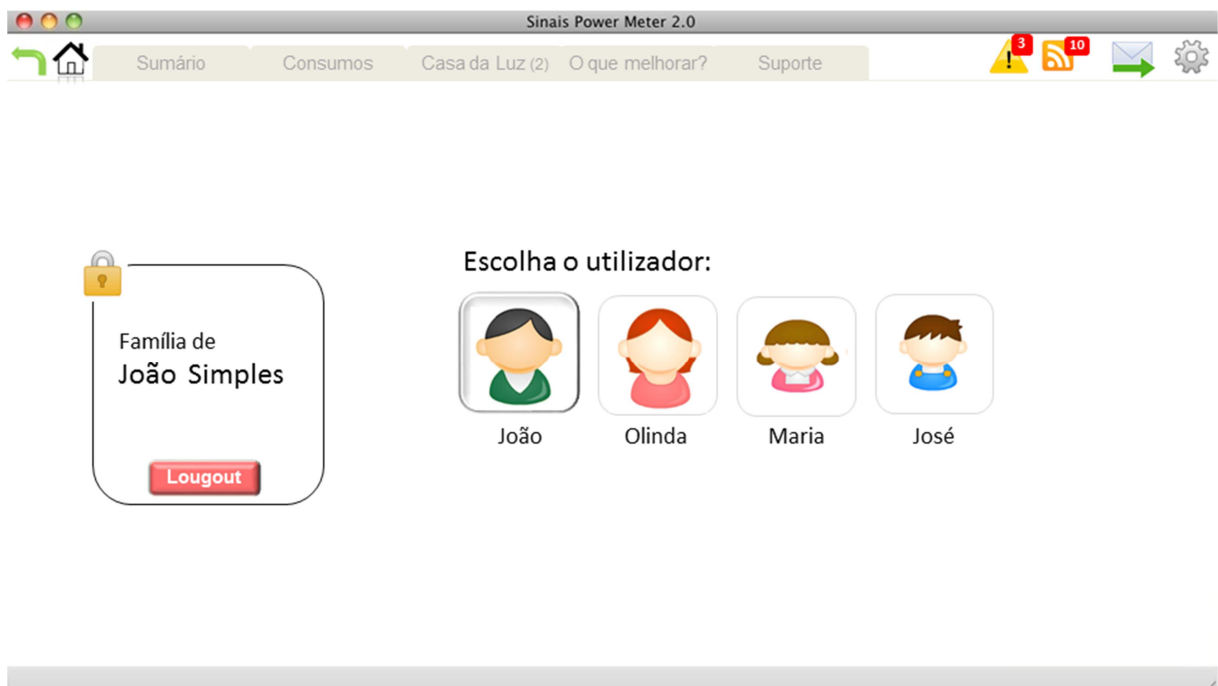 Sinais Power Meter 2.0
Sumário Consumos Casa da Luz (2) O que melhorar? Suporte 3 10
Escolha o utilizador:
Família de
João Simples
João Olinda Maria José
Lougout